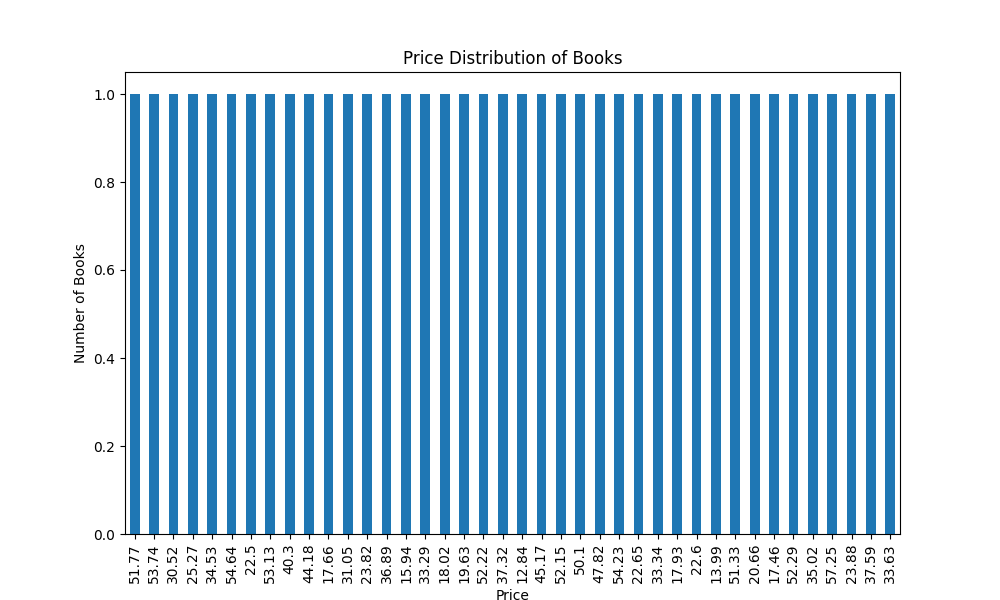 Price Distribution of Books
Number of Books
1.0
0.8
0.6
0.4
0.2
0.0
51.77 53.74 30.52 25.27 34.53 54.64 22.5 53.13 40.3 44.18 17.66 31.05 23.82 36.89 15.94 33.29 18.02 19.63 52.22 37.32 12.84 45.17 52.15 50.1 47.82 54.23 22.65 33.34 17.93 22.6 13.99 51.33 20.66 17.46 52.29 35.02 57.25 23.88 37.59 33.63
Price